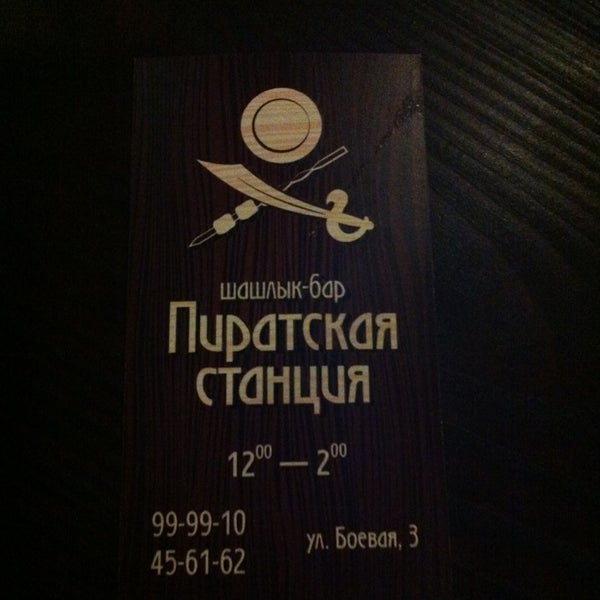 шашлык-бар
Пиратская
станция
12⁰⁰ — 2⁰⁰
99-99-10
45-61-62
ул. Боевая, 3